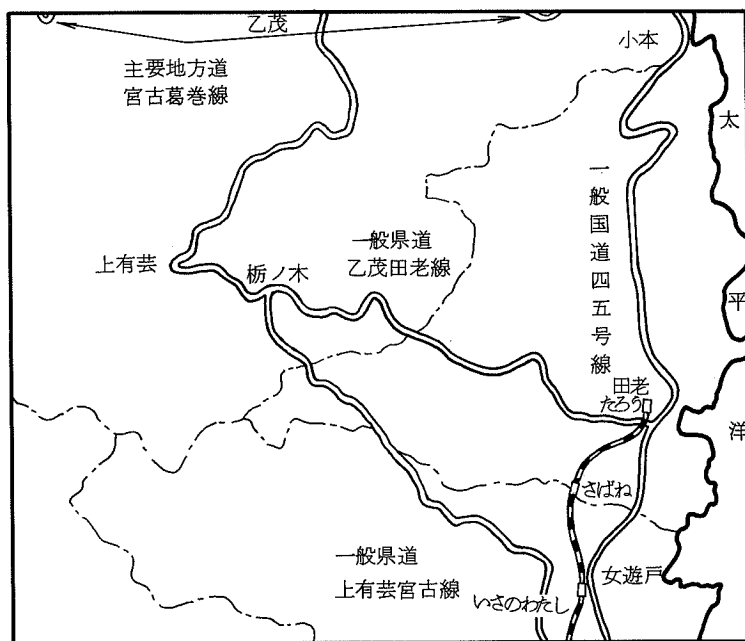 乙茂
小本
主要地方道
宮古葛巻線
太
平
洋
一般国道四五号線
上有芸
栃ノ木
一般県道
乙茂田老線
田老
たろう
さばね
一般県道
上有芸宮古線
女遊戸
いさのわたし